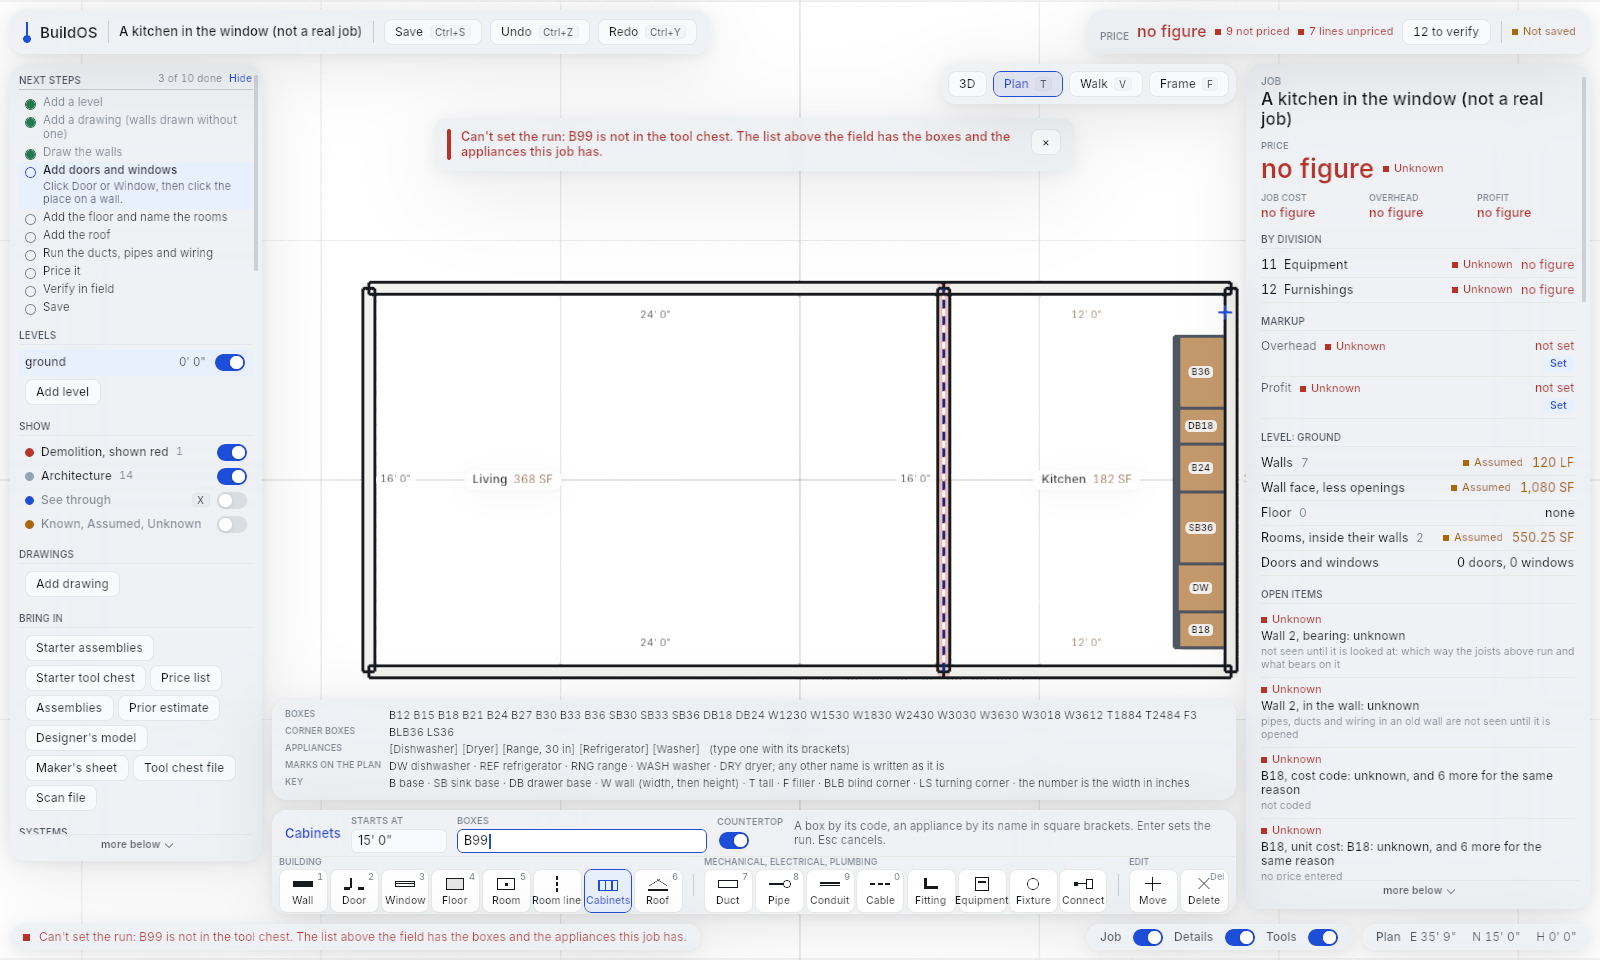 BuildOS
A kitchen in the window (not a real job)
Save Ctrl+S
Undo Ctrl+Z
Redo Ctrl+Y
PRICE no figure 9 not priced 7 lines unpriced 12 to verify Not saved
NEXT STEPS 3 of 10 done Hide
Add a level
Add a drawing (walls drawn without
one)
Draw the walls
Add doors and windows
Click Door or Window, then click the
place on a wall.
Add the floor and name the rooms
Add the roof
Run the ducts, pipes and wiring
Price it
Verify in field
Save
LEVELS
ground 0' 0"
Add level
SHOW
Demolition, shown red 1
Architecture 14
See through X
Known, Assumed, Unknown
DRAWINGS
Add drawing
BRING IN
Starter assemblies
Starter tool chest Price list
Assemblies Prior estimate
Designer's model
Maker's sheet Tool chest file
Scan file
SYSTEMS
more below
3D Plan T Walk V Frame F
Can't set the run: B99 is not in the tool chest. The list above the field has the boxes and the
appliances this job has.
×
24' 0" 12' 0"
B36
DB18
B24
16' 0" Living 368 SF 16' 0" Kitchen 182 SF
SB36
DW
B18
24' 0" 12' 0"
BOXES B12 B15 B18 B21 B24 B27 B30 B33 B36 SB30 SB33 SB36 DB18 DB24 W1230 W1530 W1830 W2430 W3030 W3630 W3018 W3612 T1884 T2484 F3
CORNER BOXES BLB36 LS36
APPLIANCES [Dishwasher] [Dryer] [Range, 30 in] [Refrigerator] [Washer] (type one with its brackets)
MARKS ON THE PLAN DW dishwasher · REF refrigerator · RNG range · WASH washer · DRY dryer; any other name is written as it is
KEY B base · SB sink base · DB drawer base · W wall (width, then height) · T tall · F filler · BLB blind corner · LS turning corner · the number is the width in inches
Cabinets
STARTS AT
15' 0"
BOXES
B99
COUNTERTOP
A box by its code, an appliance by its name in square brackets. Enter sets the
run. Esc cancels.
BUILDING
Wall 1
Door 2
Window 3
Floor 4
Room 5
Room line
Cabinets
Roof 6
MECHANICAL, ELECTRICAL, PLUMBING
Duct 7
Pipe 8
Conduit 9
Cable 0
Fitting
Equipment
Fixture
Connect
EDIT
Move
Delete Del
JOB
A kitchen in the window (not a real
job)
PRICE
no figure Unknown
JOB COST OVERHEAD PROFIT
no figure no figure no figure
BY DIVISION
11 Equipment Unknown no figure
12 Furnishings Unknown no figure
MARKUP
Overhead Unknown not set
Set
Profit Unknown not set
Set
LEVEL: GROUND
Walls 7 Assumed 120 LF
Wall face, less openings Assumed 1,080 SF
Floor 0 none
Rooms, inside their walls 2 Assumed 550.25 SF
Doors and windows 0 doors, 0 windows
OPEN ITEMS
Unknown
Wall 2, bearing: unknown
not seen until it is looked at: which way the joists above run and
what bears on it
Unknown
Wall 2, in the wall: unknown
pipes, ducts and wiring in an old wall are not seen until it is
opened
Unknown
B18, cost code: unknown, and 6 more for the same
reason
not coded
Unknown
B18, unit cost: B18: unknown, and 6 more for the
same reason
no price entered
more below
Can't set the run: B99 is not in the tool chest. The list above the field has the boxes and the appliances this job has.
Job Details Tools
Plan E 35' 9" N 15' 0" H 0' 0"